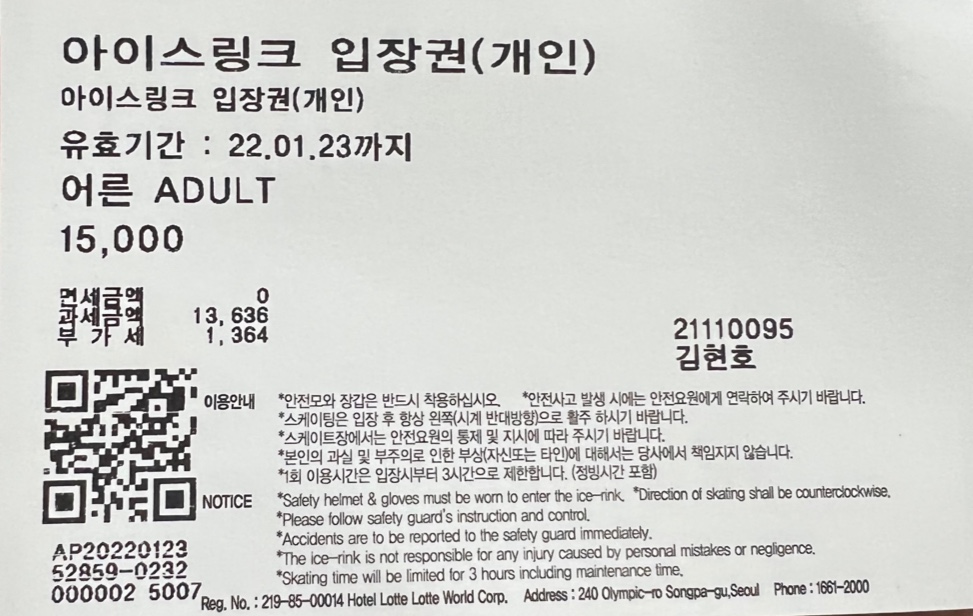 아이스링크 입장권(개인)
아이스링크 입장권(개인)
유효기간 : 22.01.23까지
어른 ADULT
15,000
면세금액 0
과세금액 13,636
부 가 세 1,364
21110095
김현호
이용안내 *안전모와 장갑은 반드시 착용하십시오. *안전사고 발생 시에는 안전요원에게 연락하여 주시기 바랍니다.
*스케이팅은 입장 후 항상 왼쪽(시계 반대방향)으로 활주 하시기 바랍니다.
*스케이트장에서는 안전요원의 통제 및 지시에 따라 주시기 바랍니다.
*본인의 과실 및 부주의로 인한 부상(자신또는 타인)에 대해서는 당사에서 책임지지 않습니다.
*1회 이용시간은 입장시부터 3시간으로 제한합니다. (정빙시간 포함)
NOTICE *Safety helmet & gloves must be worn to enter the ice-rink. *Direction of skating shall be counterclockwise.
*Please follow safety guard's instruction and control.
*Accidents are to be reported to the safety guard immediately.
*The ice-rink is not responsible for any injury caused by personal mistakes or negligence.
*Skating time will be limited for 3 hours including maintenance time.
AP20220123
52859-0232
000002 5007
Reg. No. : 219-85-00014 Hotel Lotte Lotte World Corp. Address : 240 Olympic-ro Songpa-gu,Seoul Phone : 1661-2000